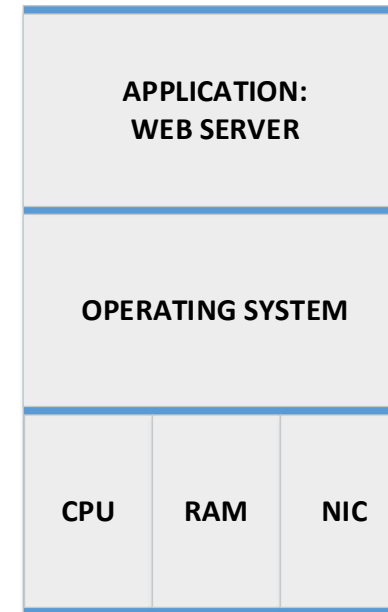 APPLICATION:
WEB SERVER
OPERATING SYSTEM
CPU RAM NIC